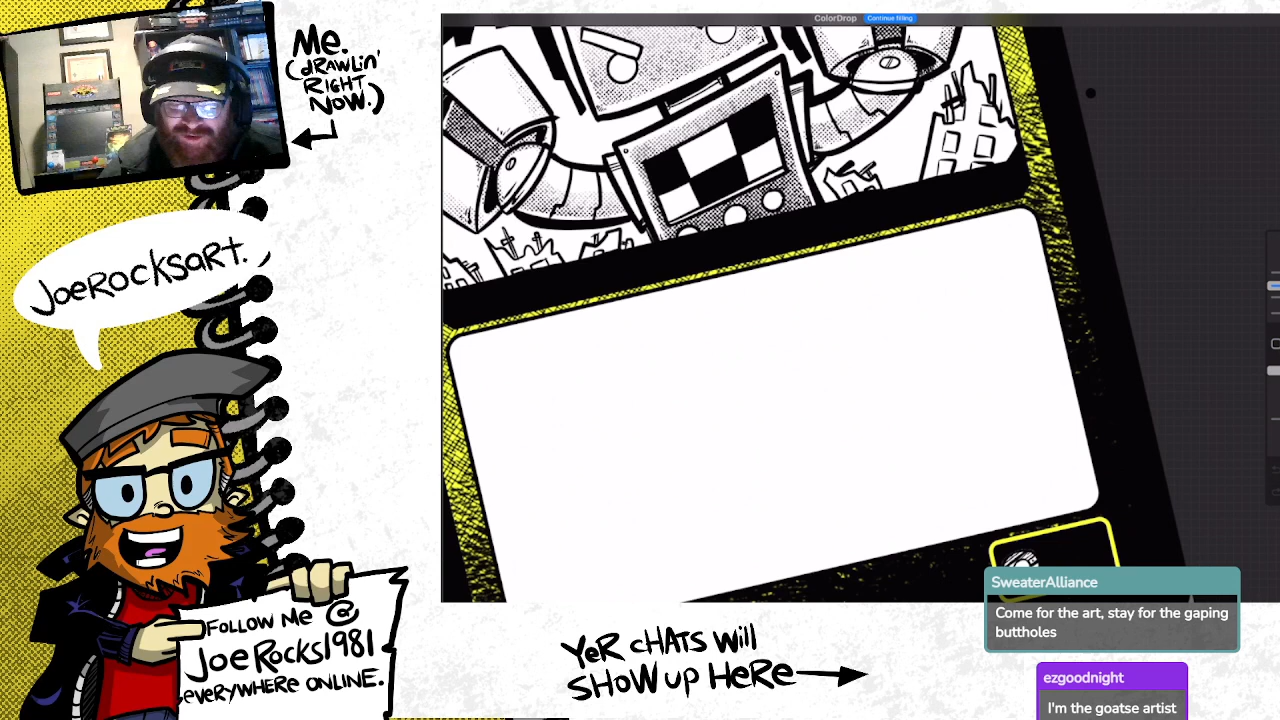 ColorDrop Continue filling
Me.
(dRAWLin'
RIGHT
NOW.)
JoeRocksaRt.
FOLLOW Me @
JoeRocks1981
eveRYWHeRe ONLINE.
YeR cHATS Will
SHOW up HeRe
SweaterAlliance
Come for the art, stay for the gaping
buttholes
ezgoodnight
I'm the goatse artist